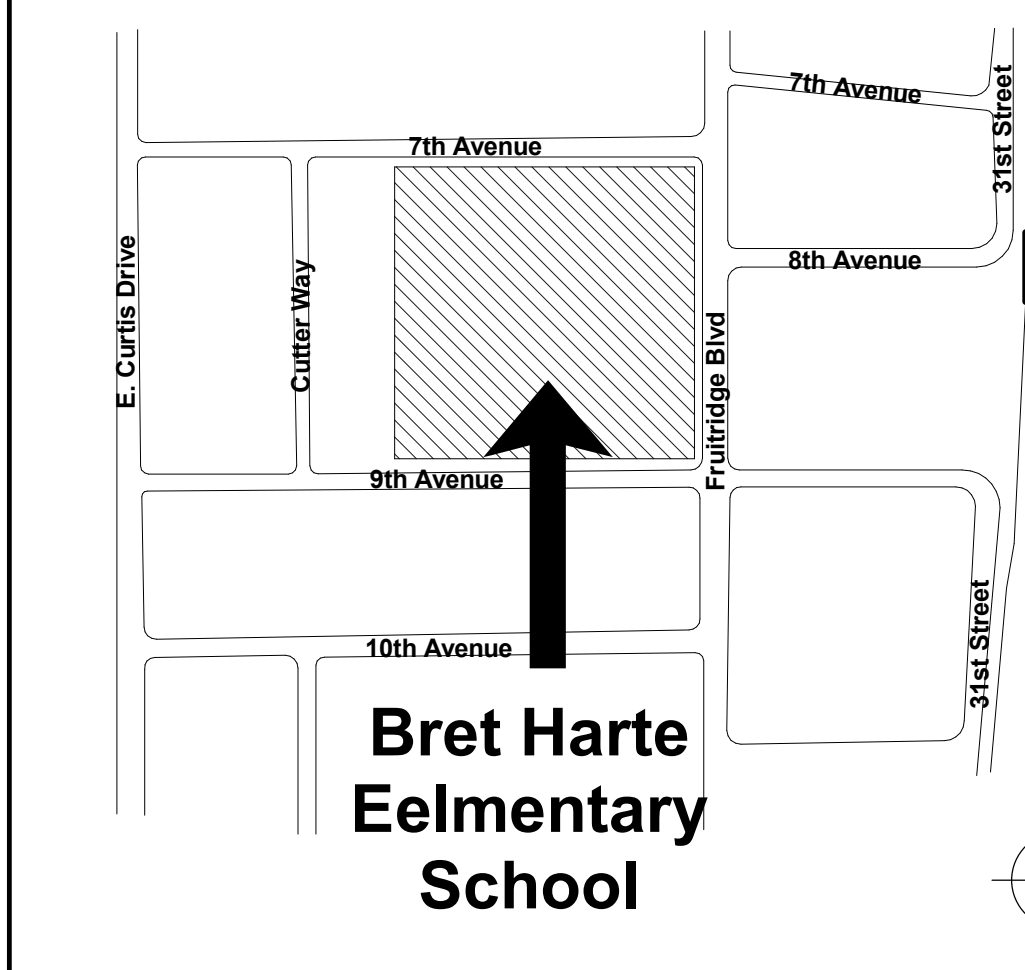 7th Avenue
31st Street
7th Avenue
E. Curtis Drive
Cutter Way
8th Avenue
Fruitridge Blvd
9th Avenue
31st Street
10th Avenue
Bret Harte
Eelmentary
School